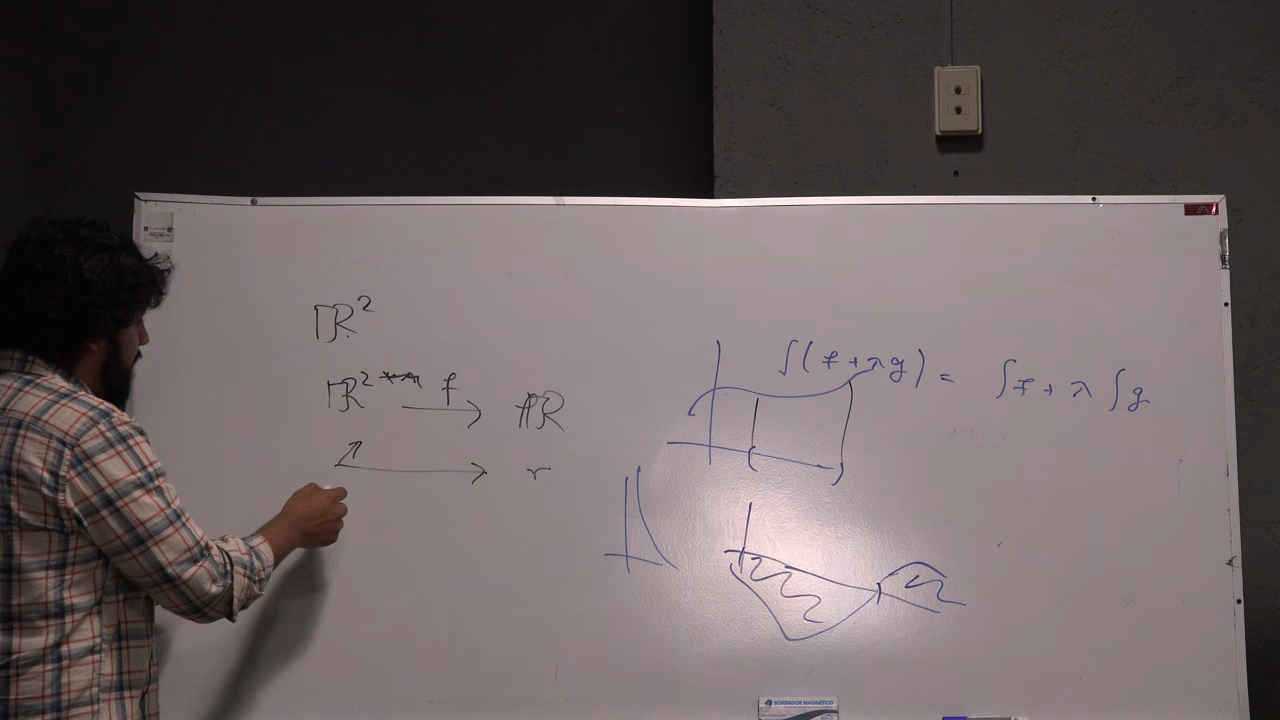 ℝ²
ℝ² f → ℝ
→ r
∫(f + λg) = ∫f + λ∫g
BORRADOR MAGNÉTICO